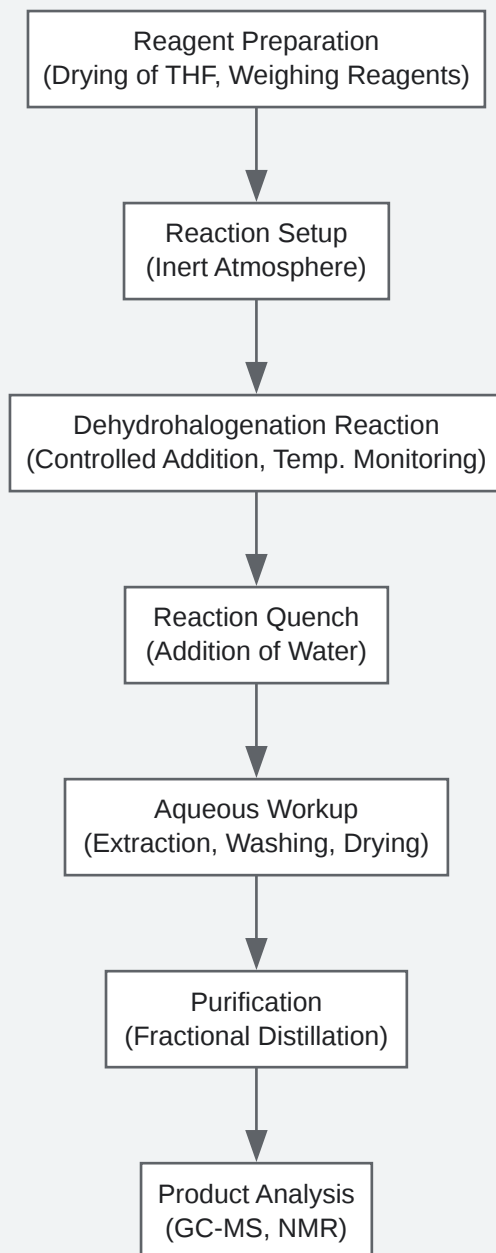 Reagent Preparation
(Drying of THF, Weighing Reagents)
Reaction Setup
(Inert Atmosphere)
Dehydrohalogenation Reaction
(Controlled Addition, Temp. Monitoring)
Reaction Quench
(Addition of Water)
Aqueous Workup
(Extraction, Washing, Drying)
Purification
(Fractional Distillation)
Product Analysis
(GC-MS, NMR)